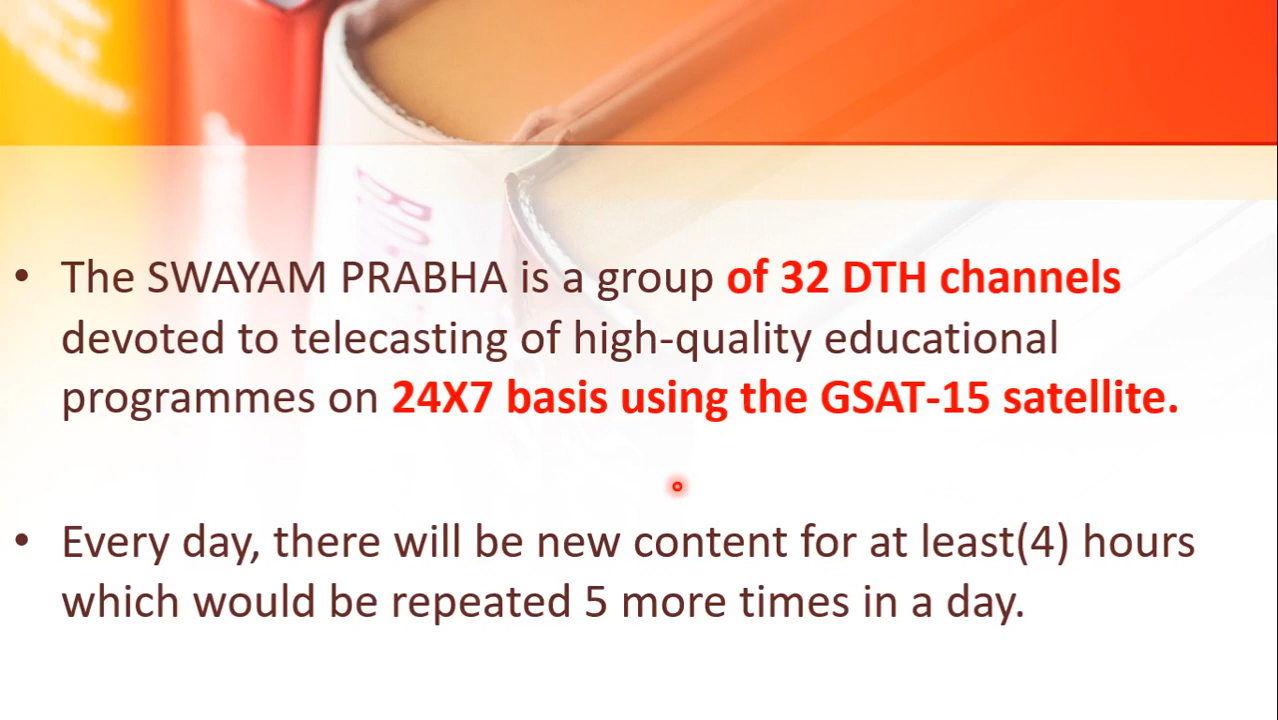 • The SWAYAM PRABHA is a group of 32 DTH channels
devoted to telecasting of high-quality educational
programmes on 24X7 basis using the GSAT-15 satellite.
• Every day, there will be new content for at least(4) hours
which would be repeated 5 more times in a day.